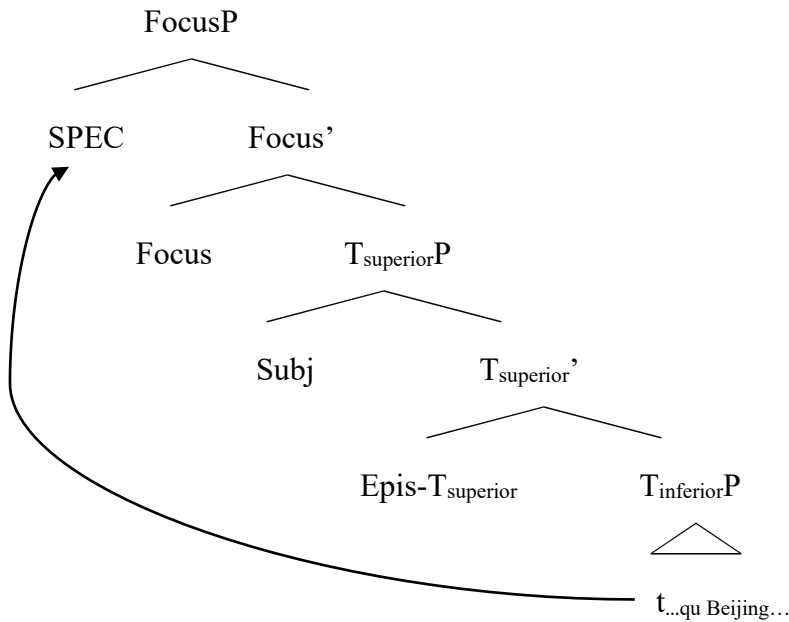 FocusP
SPEC Focus’
Focus TsuperiorP
Subj Tsuperior’
Epis-Tsuperior TinferiorP
t...qu Beijing…